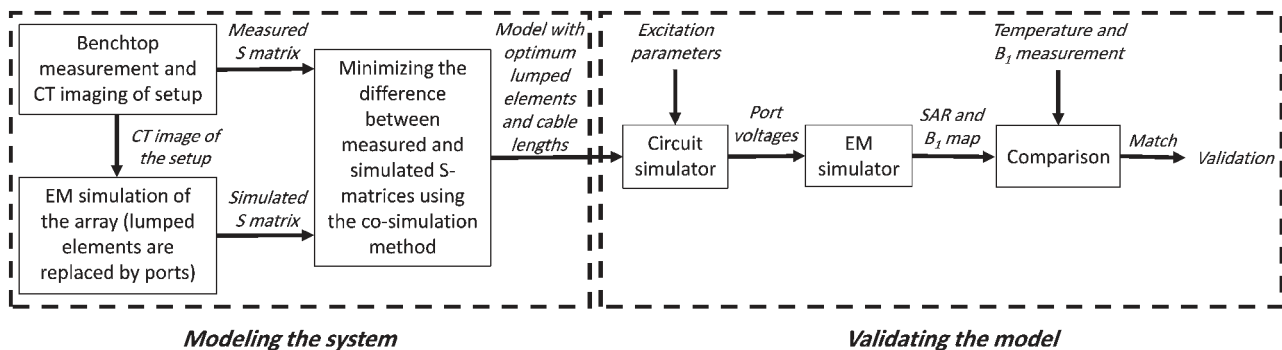 Benchtop
measurement and
CT imaging of setup
Measured
S matrix
CT image of
the setup
EM simulation of
the array (lumped
elements are
replaced by ports)
Simulated
S matrix
Minimizing the
difference
between
measured and
simulated S-
matrices using
the co-simulation
method
Model with
optimum
lumped
elements
and cable
lengths
Excitation
parameters
Circuit
simulator
Port
voltages
EM
simulator
SAR and
B1 map
Temperature and
B1 measurement
Comparison
Match
Validation
Modeling the system
Validating the model